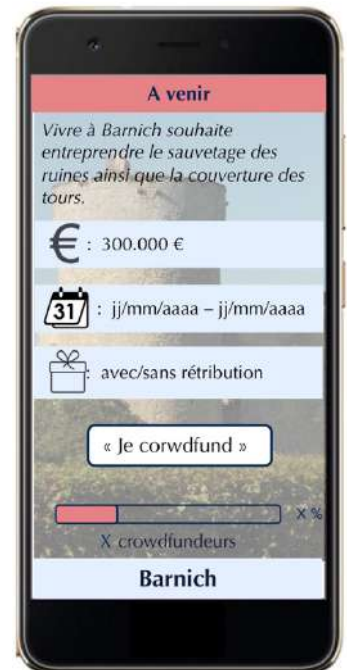 A venir
Vivre à Barnich souhaite
entreprendre le sauvetage des
ruines ainsi que la couverture des
tours.
€ : 300.000 €
31 : jj/mm/aaaa – jj/mm/aaaa
: avec/sans rétribution
« Je corwdfund »
X %
X crowdfundeurs
Barnich